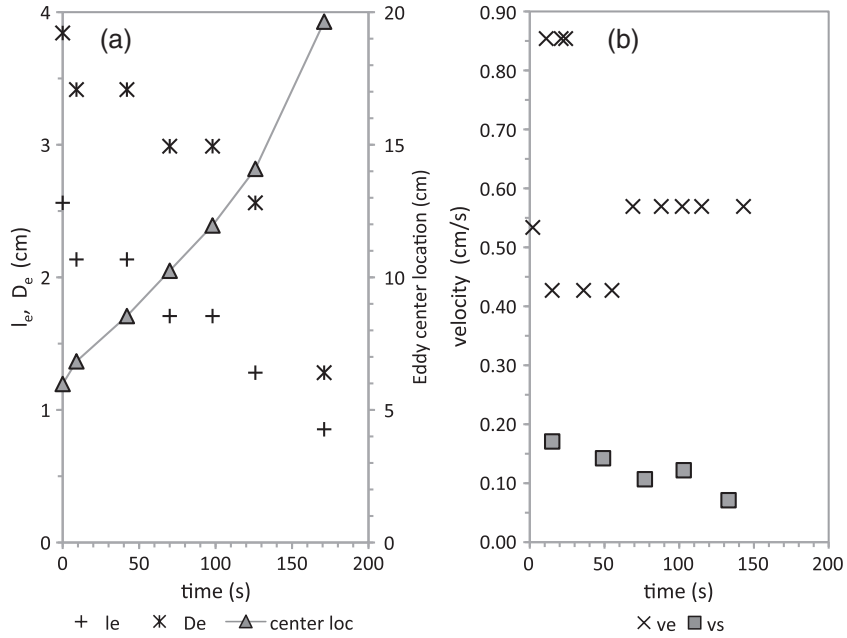 (a)
4
3
2
1
0
l_e, D_e (cm)
20
15
10
5
0
Eddy center location (cm)
0 50 100 150 200
time (s)
le De center loc
(b)
0.90
0.80
0.70
0.60
0.50
0.40
0.30
0.20
0.10
0.00
velocity (cm/s)
0 50 100 150 200
time (s)
ve vs